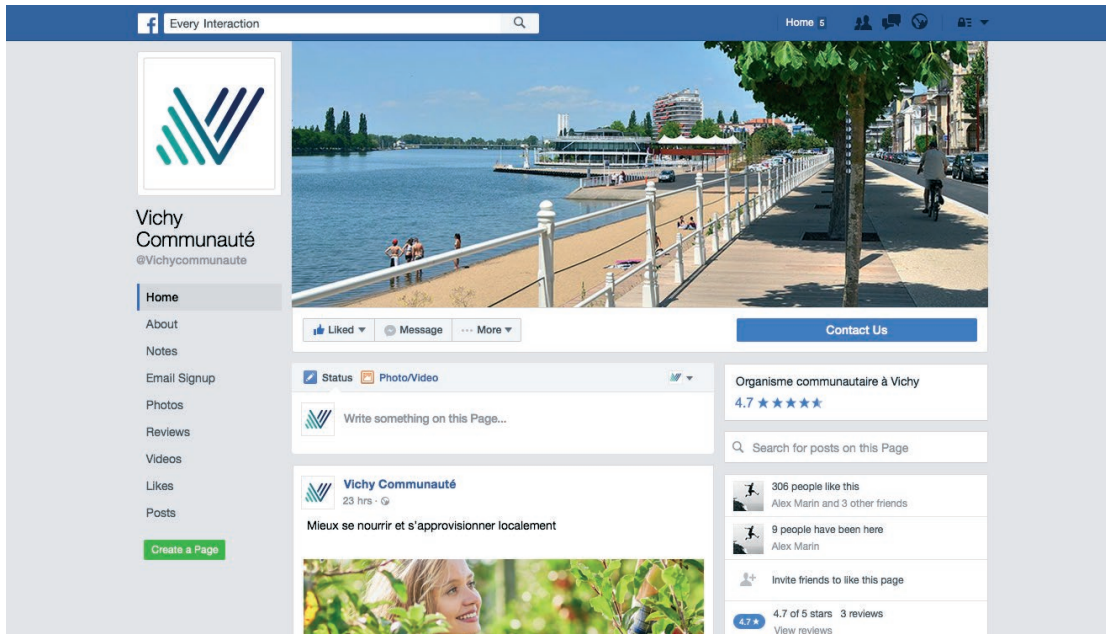 Every Interaction
Home 5
Vichy
Communauté
@Vichycommunaute
Home
About
Notes
Email Signup
Photos
Reviews
Videos
Likes
Posts
Create a Page
Liked
Message
More
Contact Us
Status
Photo/Video
Write something on this Page...
Vichy Communauté
23 hrs
Mieux se nourrir et s'approvisionner localement
Organisme communautaire à Vichy
4.7
Search for posts on this Page
306 people like this
Alex Marin and 3 other friends
9 people have been here
Alex Marin
Invite friends to like this page
4.7
4.7 of 5 stars 3 reviews
View reviews